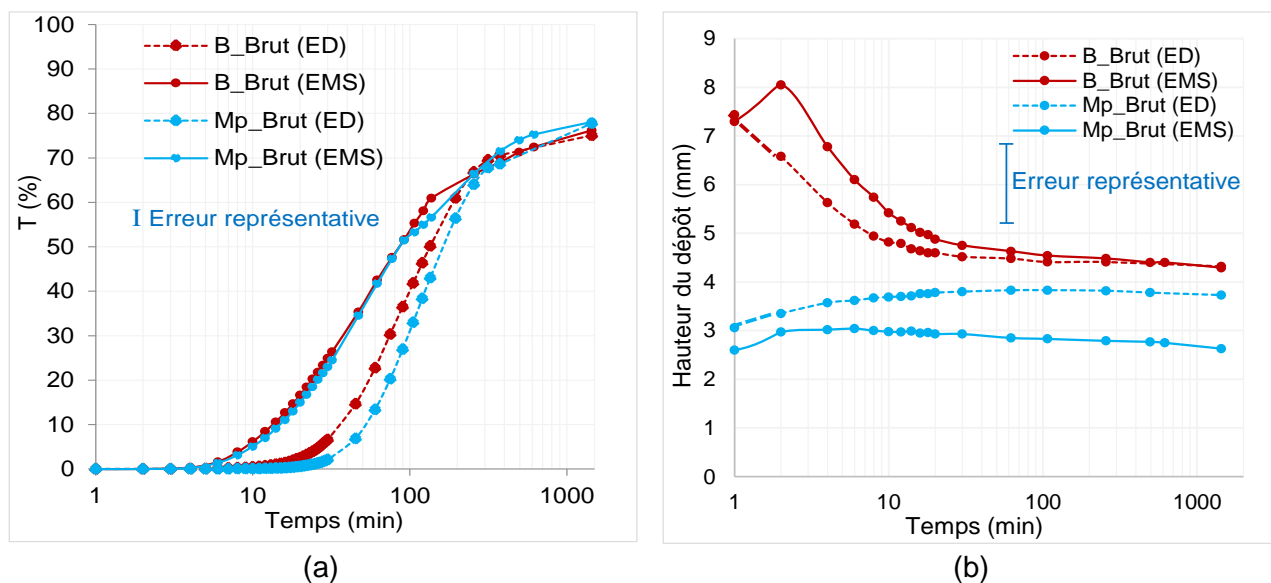 100
90
80
70
60
50
40
30
20
10
0
T (%)
B_Brut (ED)
B_Brut (EMS)
Mp_Brut (ED)
Mp_Brut (EMS)
I Erreur représentative
1
10
100
1000
Temps (min)
(a)
9
8
7
6
5
4
3
2
1
0
Hauteur du dépôt (mm)
B_Brut (ED)
B_Brut (EMS)
Mp_Brut (ED)
Mp_Brut (EMS)
Erreur représentative
1
10
100
1000
Temps (min)
(b)